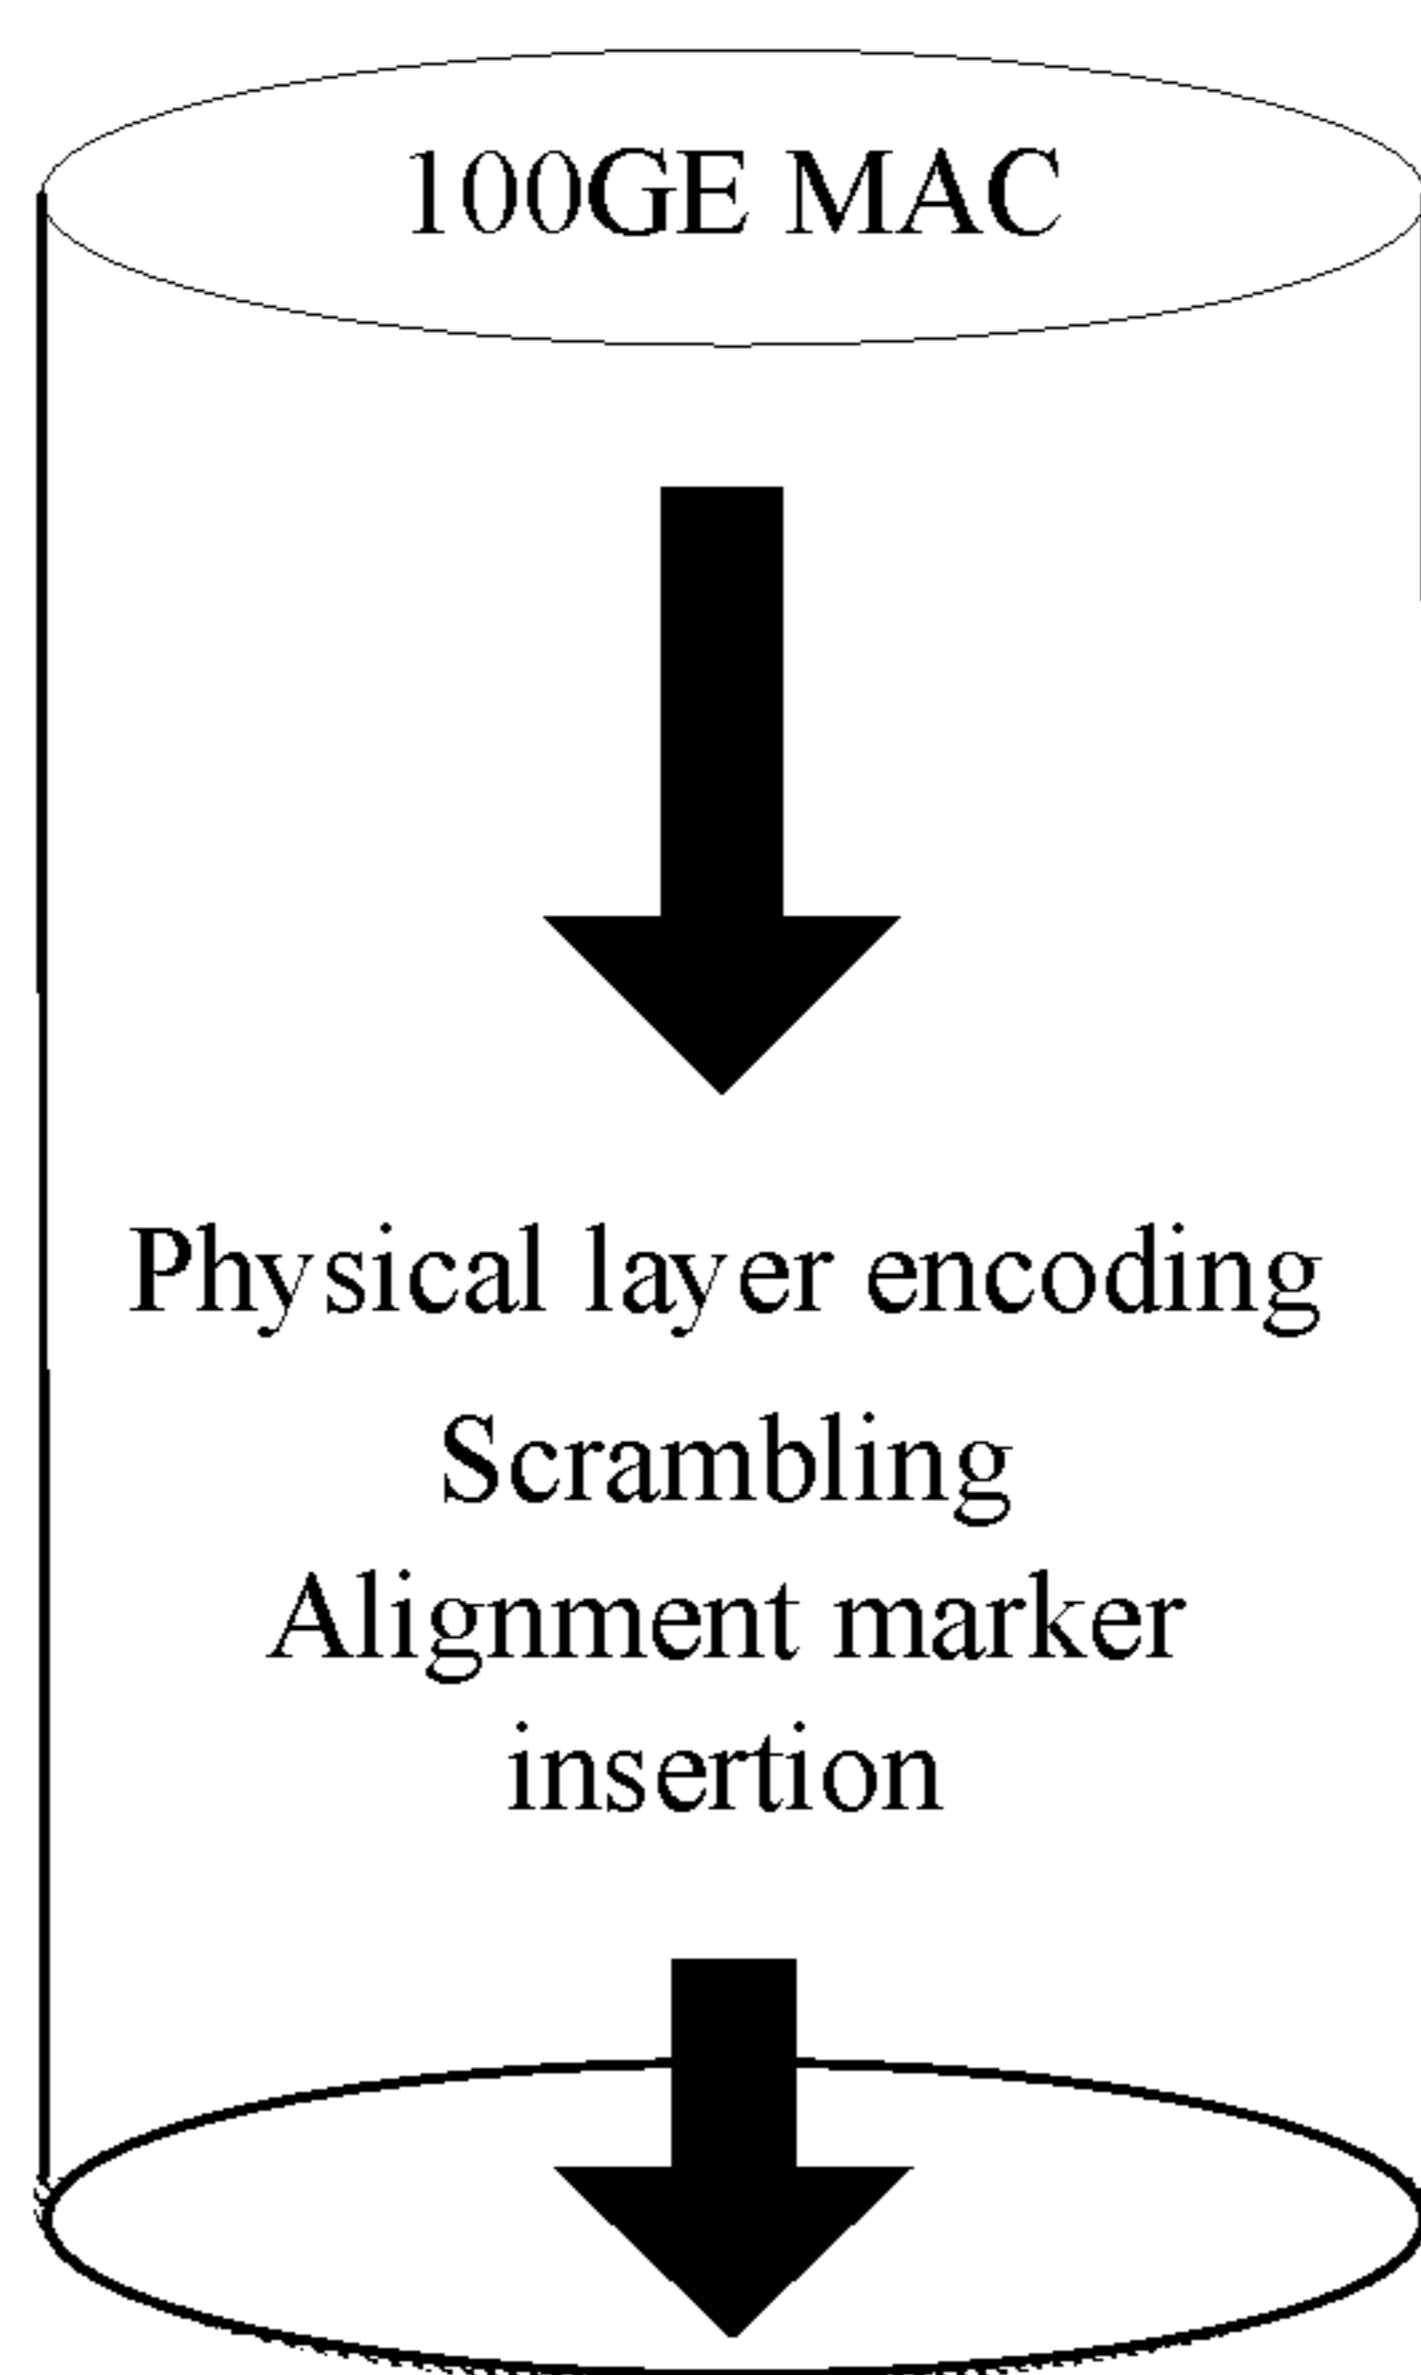 100GE MAC
Physical layer encoding
Scrambling
Alignment marker
insertion